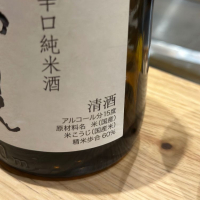 辛口純米酒
ん
清酒
アルコール分15度
原材料名 米(国産)
米こうじ(国産米)
精米歩合 60%